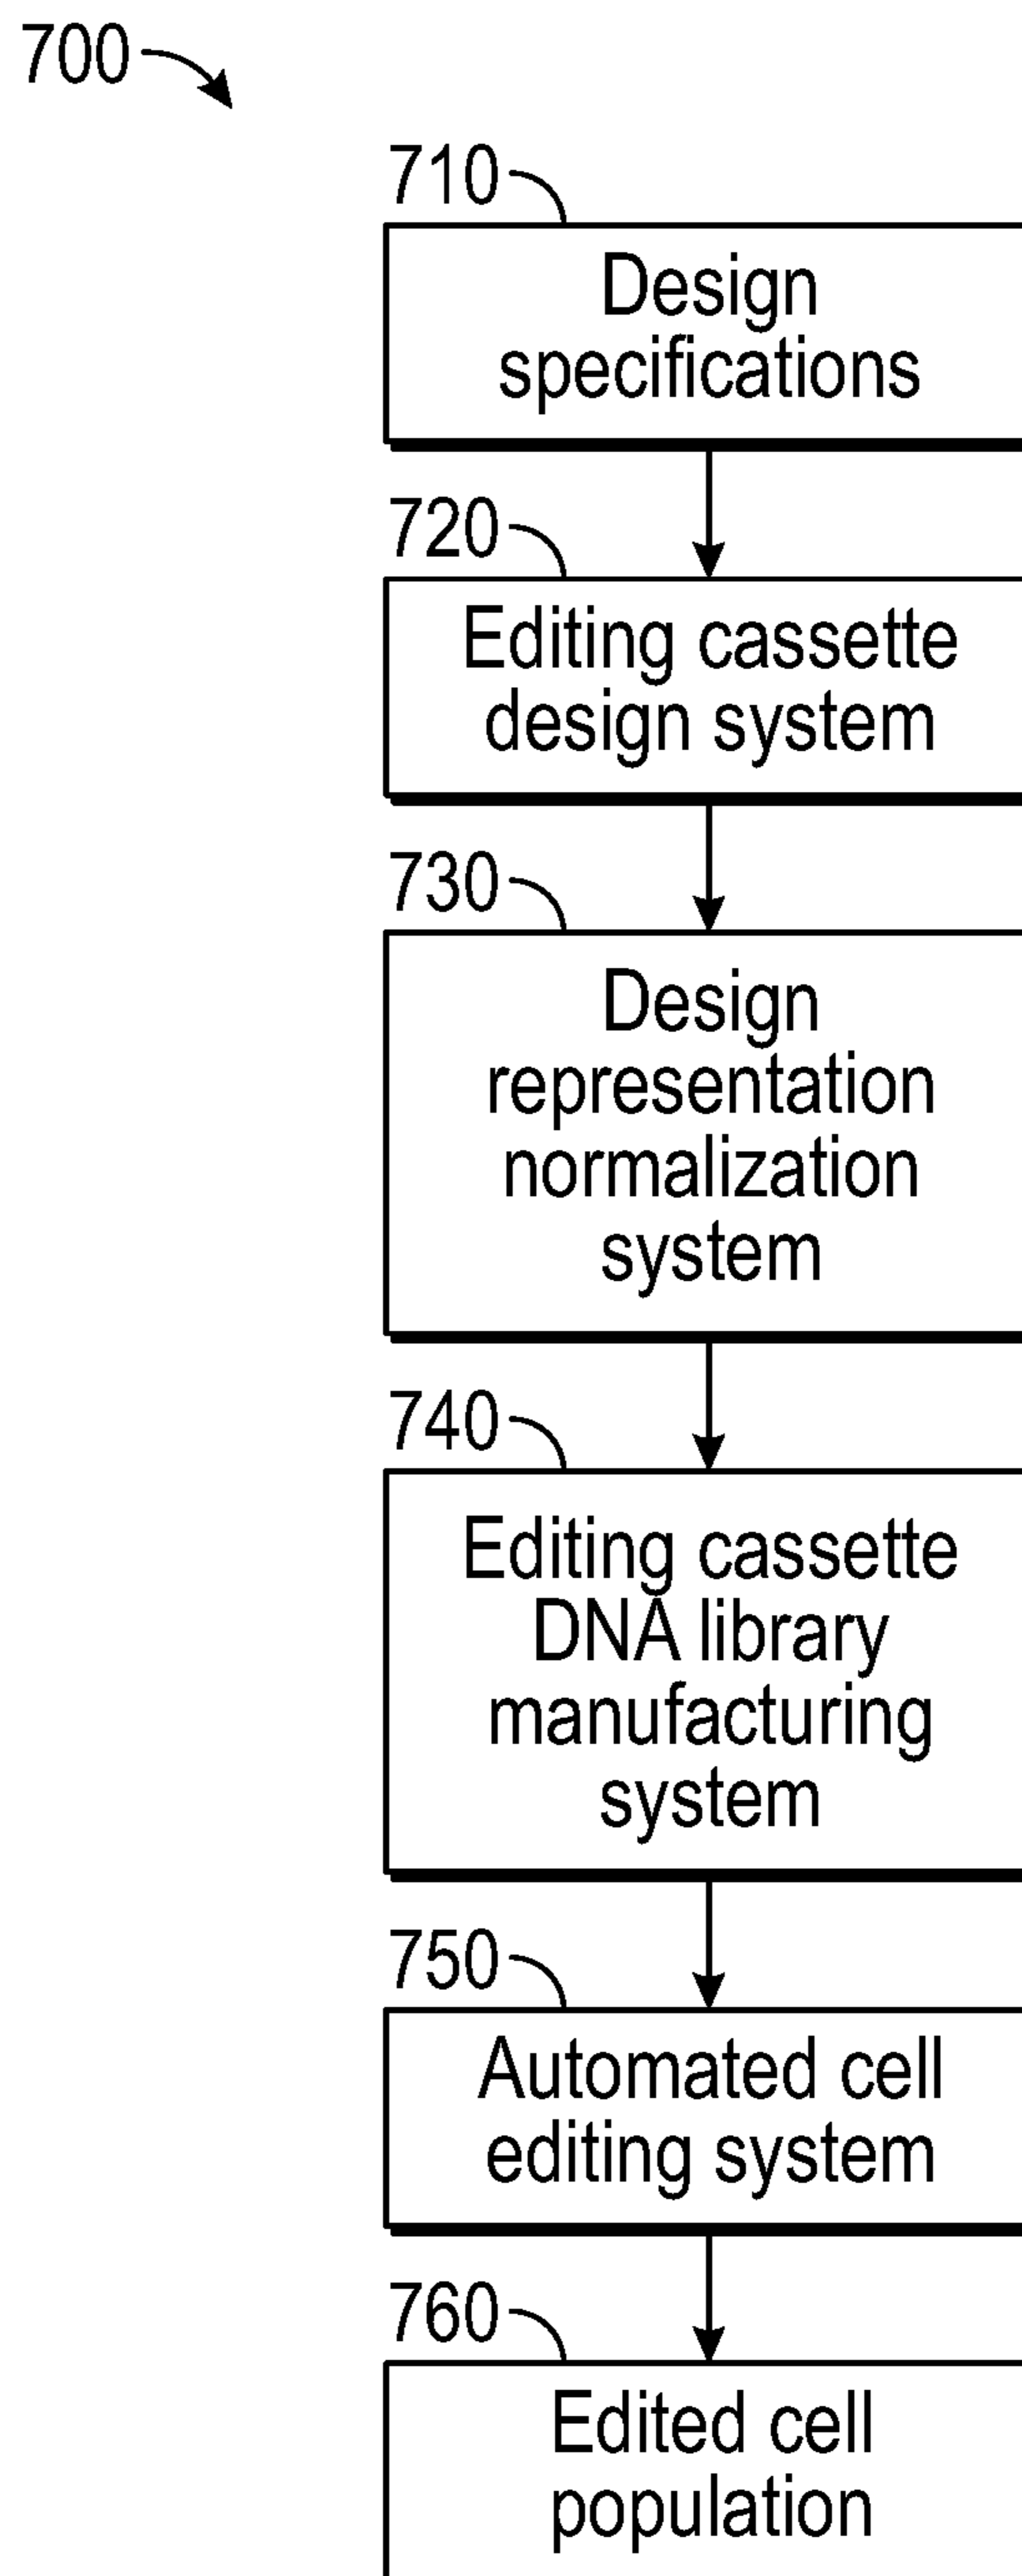 700
710
Design
specifications
720
Editing cassette
design system
730
Design
representation
normalization
system
740
Editing cassette
DNA library
manufacturing
system
750
Automated cell
editing system
760
Edited cell
population